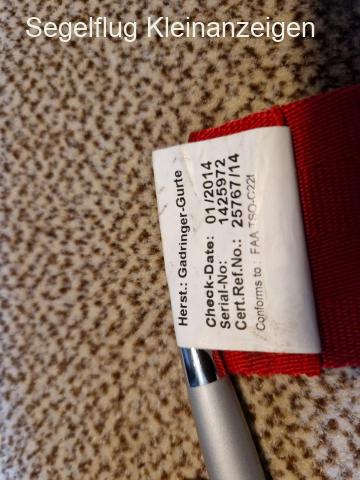 Segelflug Kleinanzeigen
Herst.: Gadringer-Gurte
Check-Date: 01/2014
Serial-No: 1425972
Cert.Ref.No.: 25767/14
Conforms to : FAA TSO-C22f